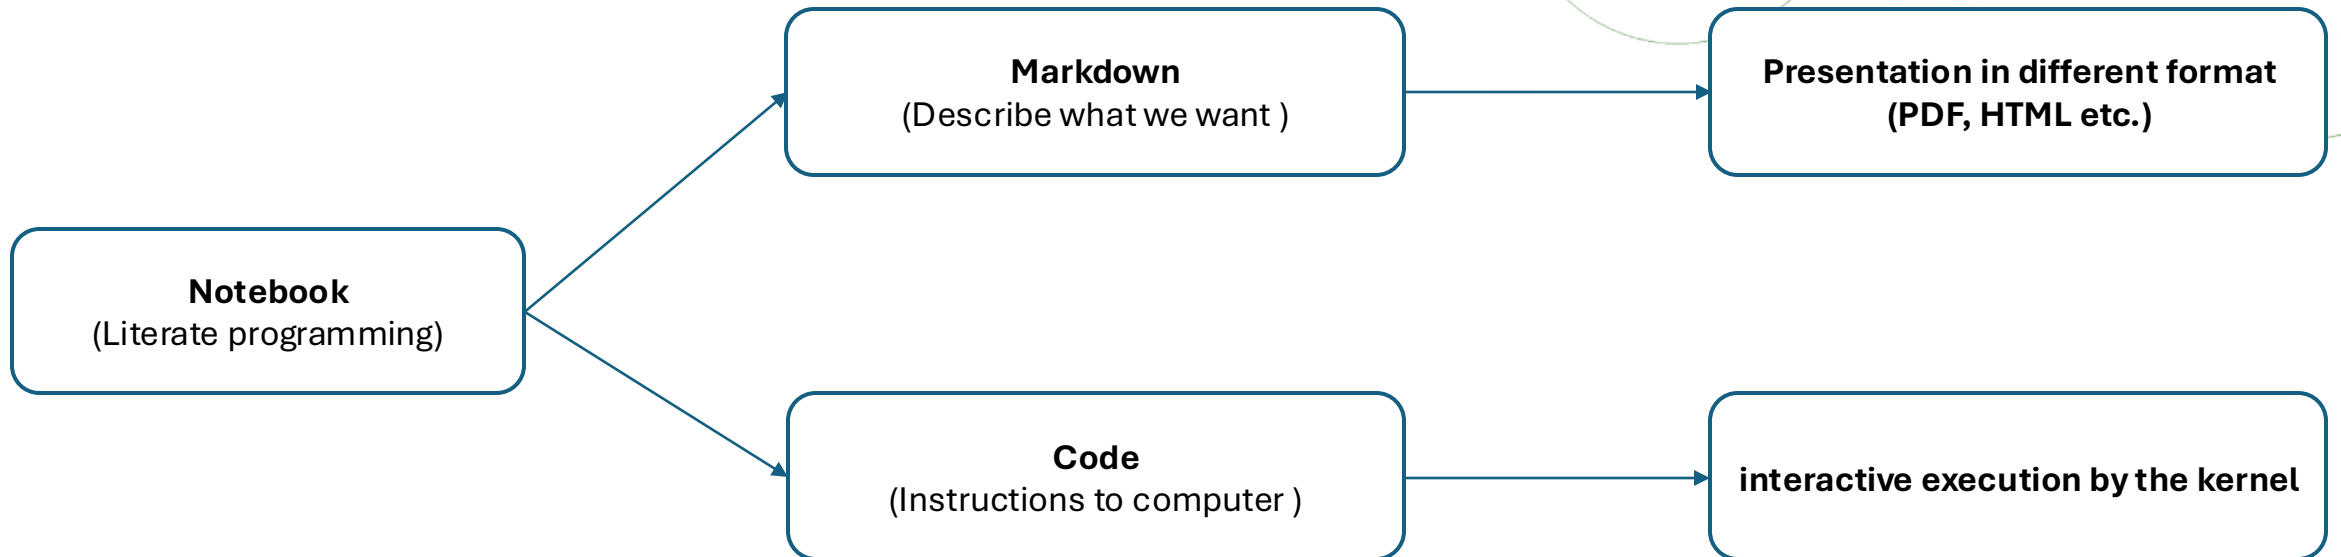 Notebook
(Literate programming)
Markdown
(Describe what we want )
Presentation in different format
(PDF, HTML etc.)
Code
(Instructions to computer )
interactive execution by the kernel